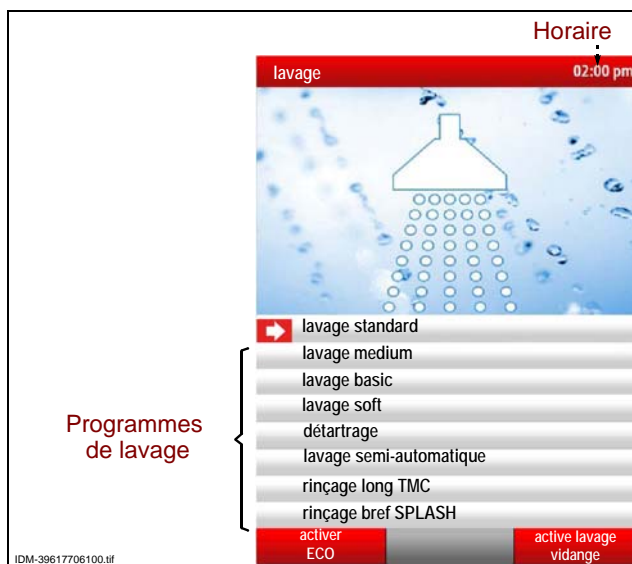 Horaire
lavage
02:00 pm
lavage standard
lavage medium
lavage basic
lavage soft
détartrage
lavage semi-automatique
rinçage long TMC
rinçage bref SPLASH
Programmes
de lavage
activer
ECO
active lavage
vidange
IDM-39617706100.tif